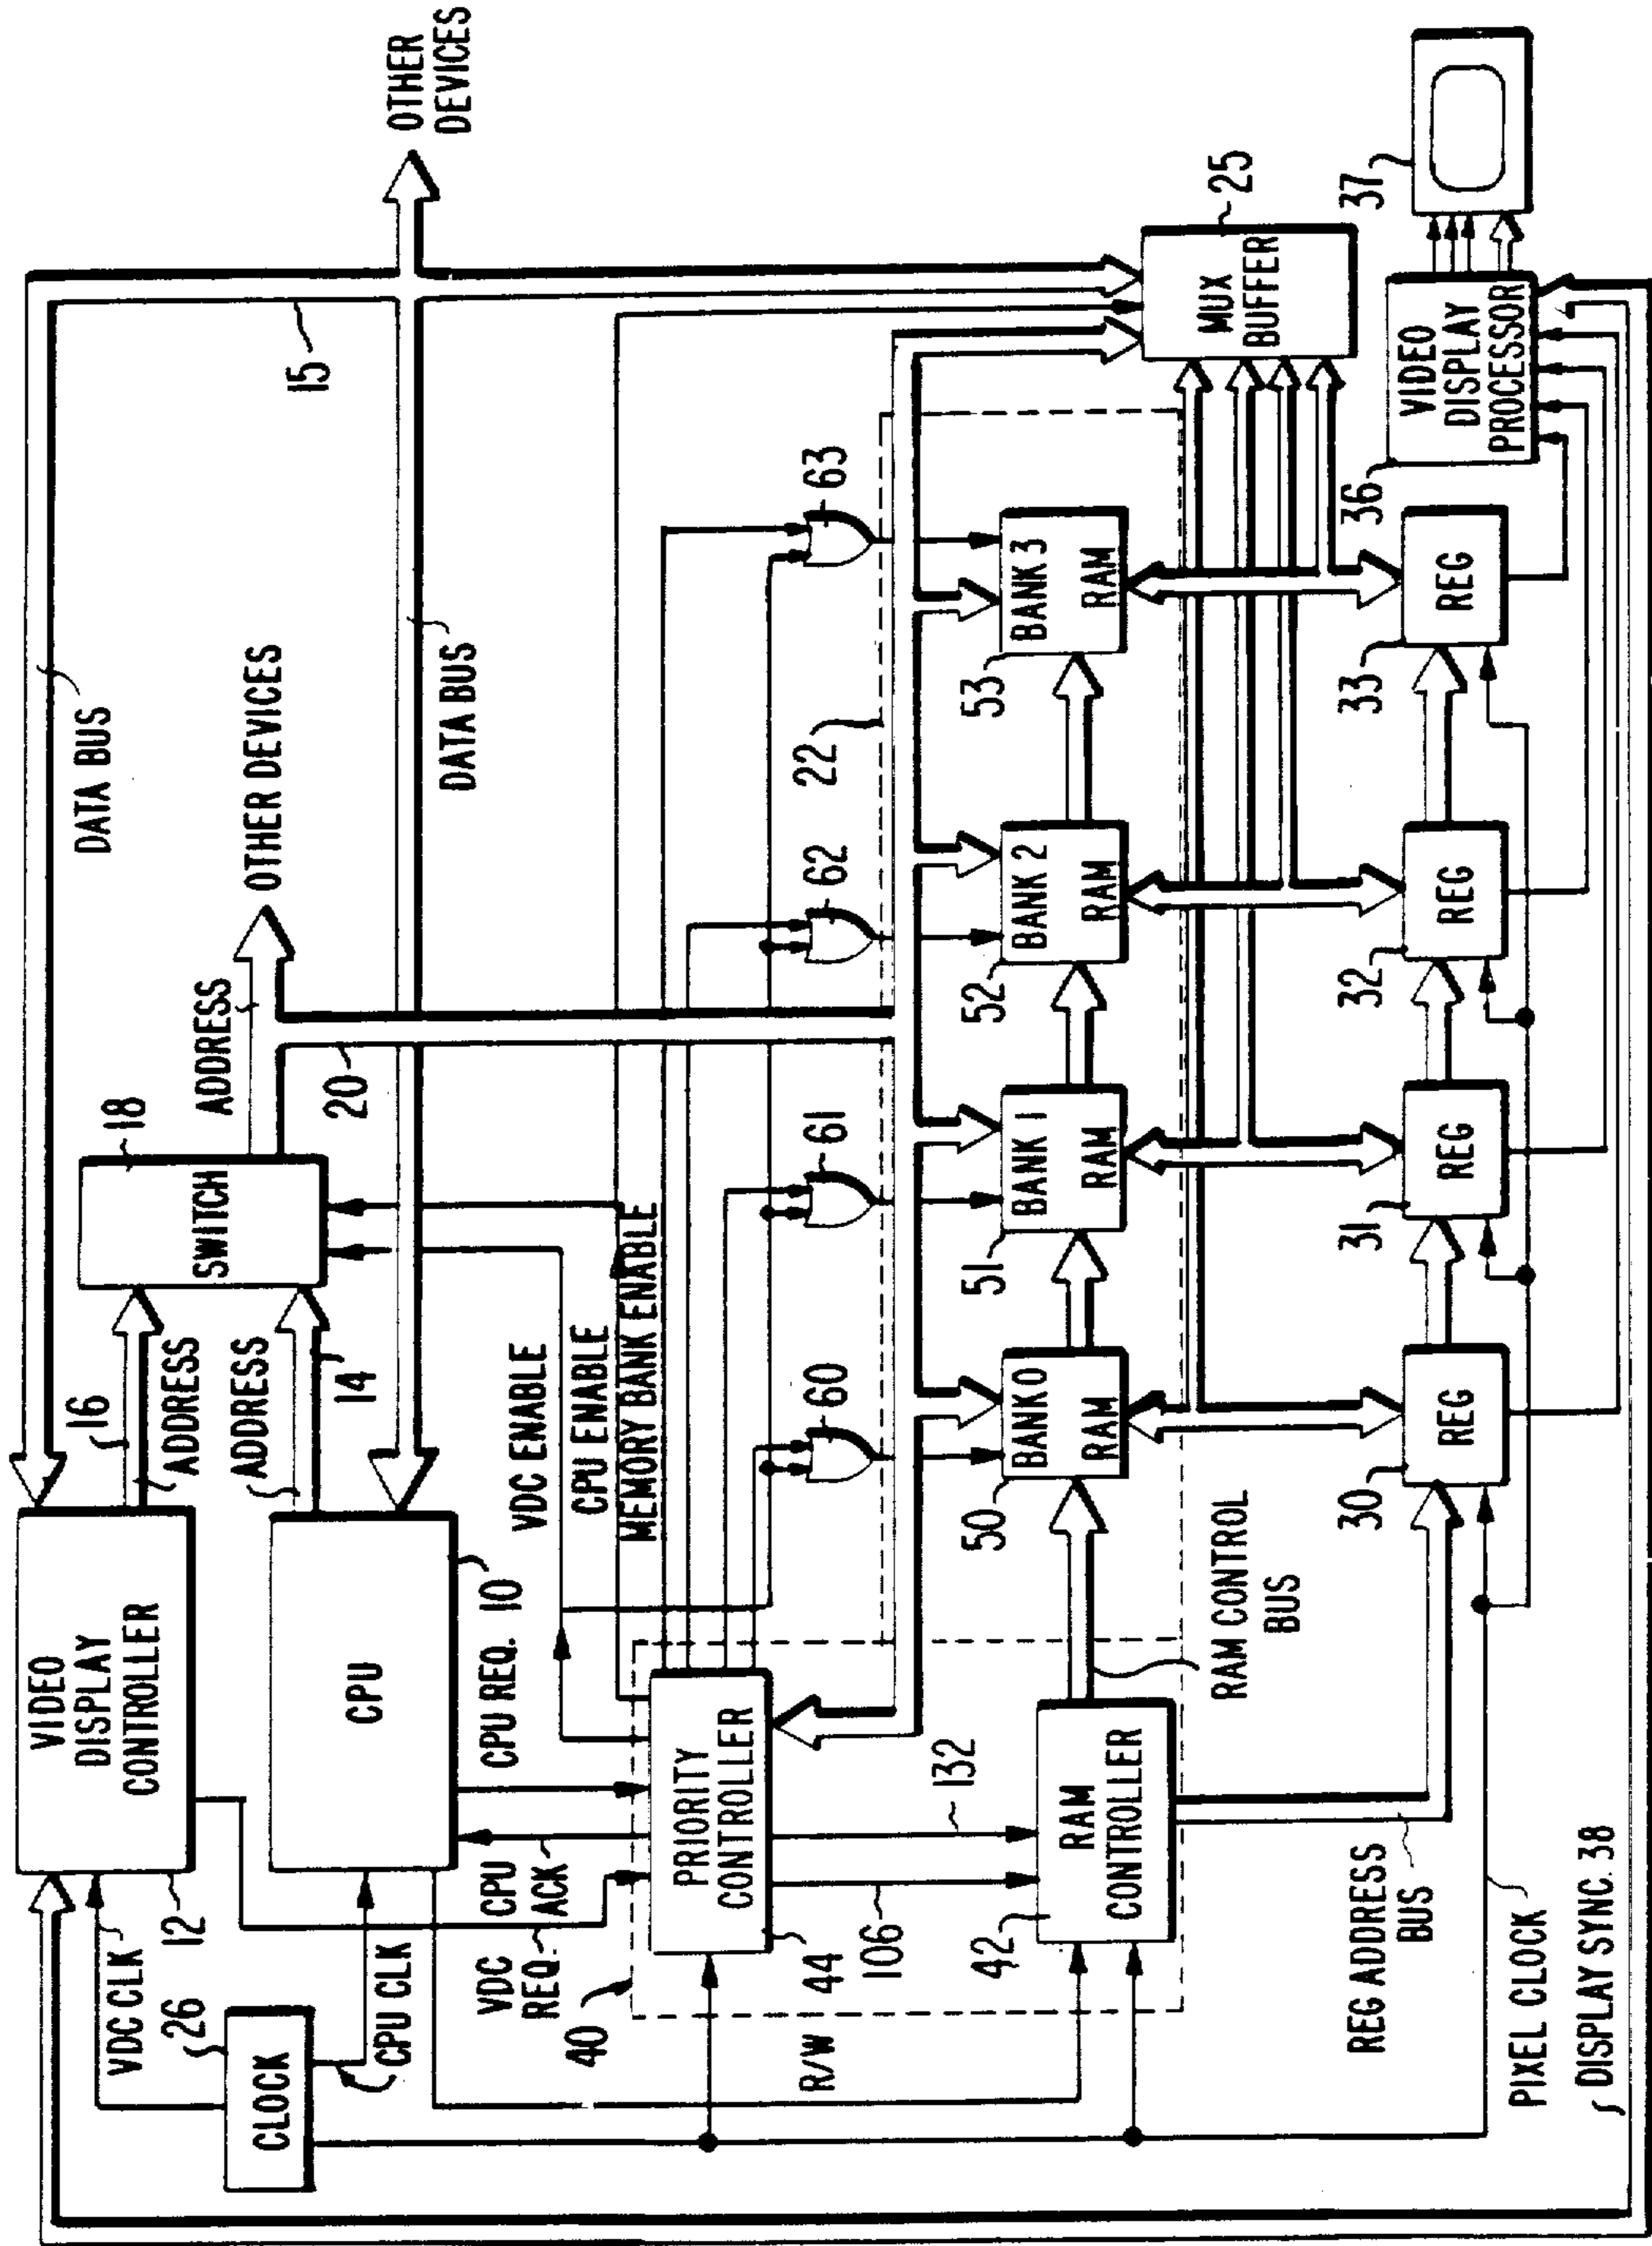 DATA BUS
15
OTHER
DEVICES
DATA BUS
VIDEO
DISPLAY
CONTROLLER
12
16
ADDRESS
SWITCH
18
ADDRESS
OTHER DEVICES
20
ADDRESS
14
CPU
10
VDC CLK
26
CLOCK
CPU CLK
CPU REQ.
CPU
ACK
VDC
REQ.
VDC ENABLE
CPU ENABLE
MEMORY BANK ENABLE
40
R/W
PRIORITY
CONTROLLER
44
106
132
60
61
62
63
22
MUX
BUFFER
25
RAM
CONTROLLER
42
RAM CONTROL
BUS
BANK 0
RAM
50
BANK 1
RAM
51
BANK 2
RAM
52
BANK 3
RAM
53
REG
30
REG
31
REG
32
REG
33
VIDEO
DISPLAY
PROCESSOR
36
37
REG ADDRESS
BUS
PIXEL CLOCK
DISPLAY SYNC. 38